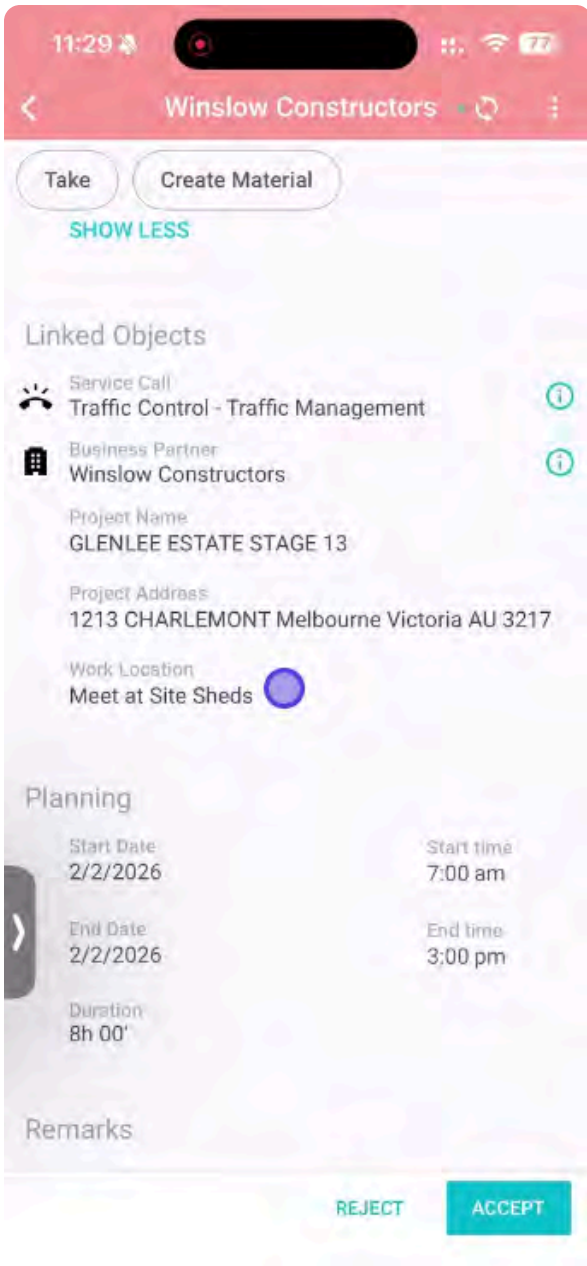 11:29
77
Winslow Constructors
Take
Create Material
SHOW LESS
Linked Objects
Service Call
Traffic Control - Traffic Management
Business Partner
Winslow Constructors
Project Name
GLENLEE ESTATE STAGE 13
Project Address
1213 CHARLEMONT Melbourne Victoria AU 3217
Work Location
Meet at Site Sheds
Planning
Start Date
Start time
2/2/2026
7:00 am
End Date
End time
2/2/2026
3:00 pm
Duration
8h 00'
Remarks
REJECT
ACCEPT